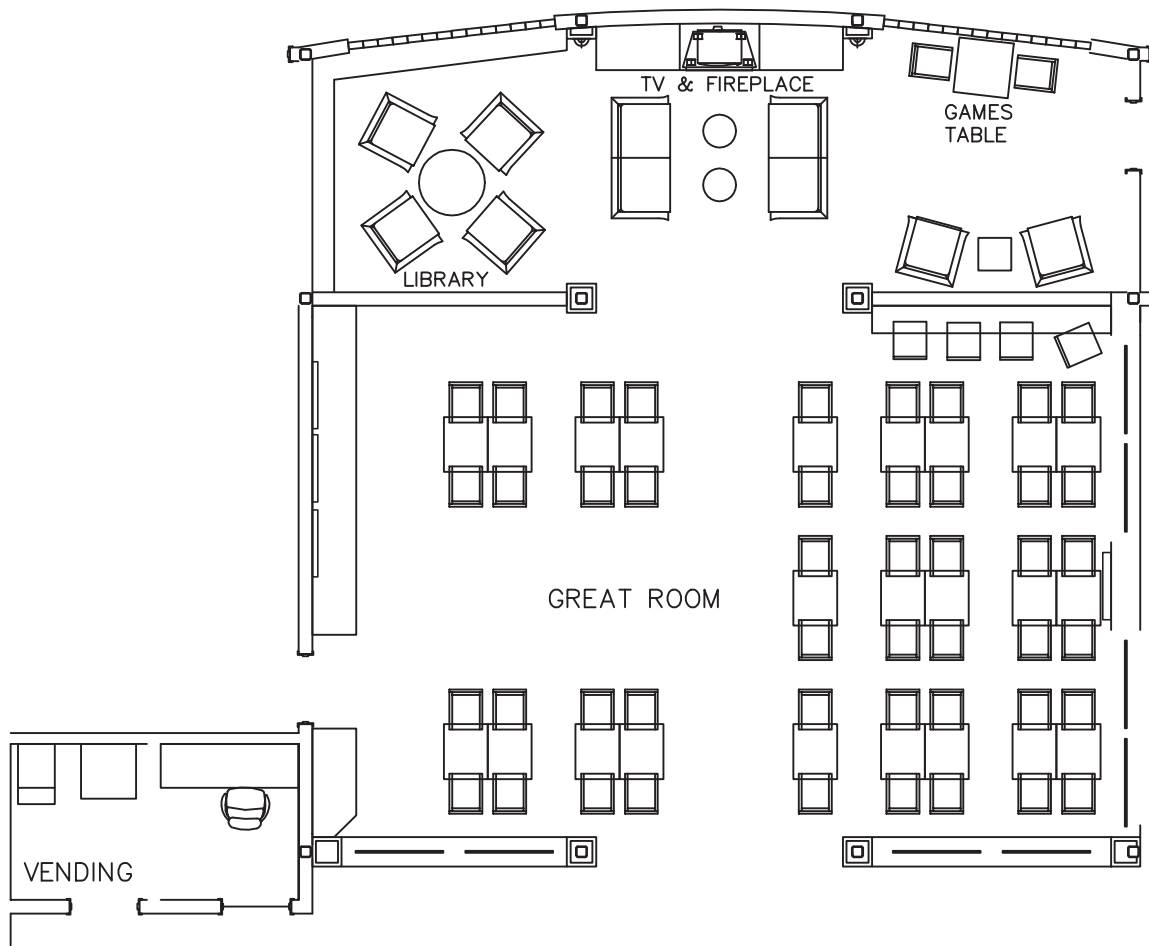 TV & FIREPLACE
GAMES
TABLE
LIBRARY
GREAT ROOM
VENDING